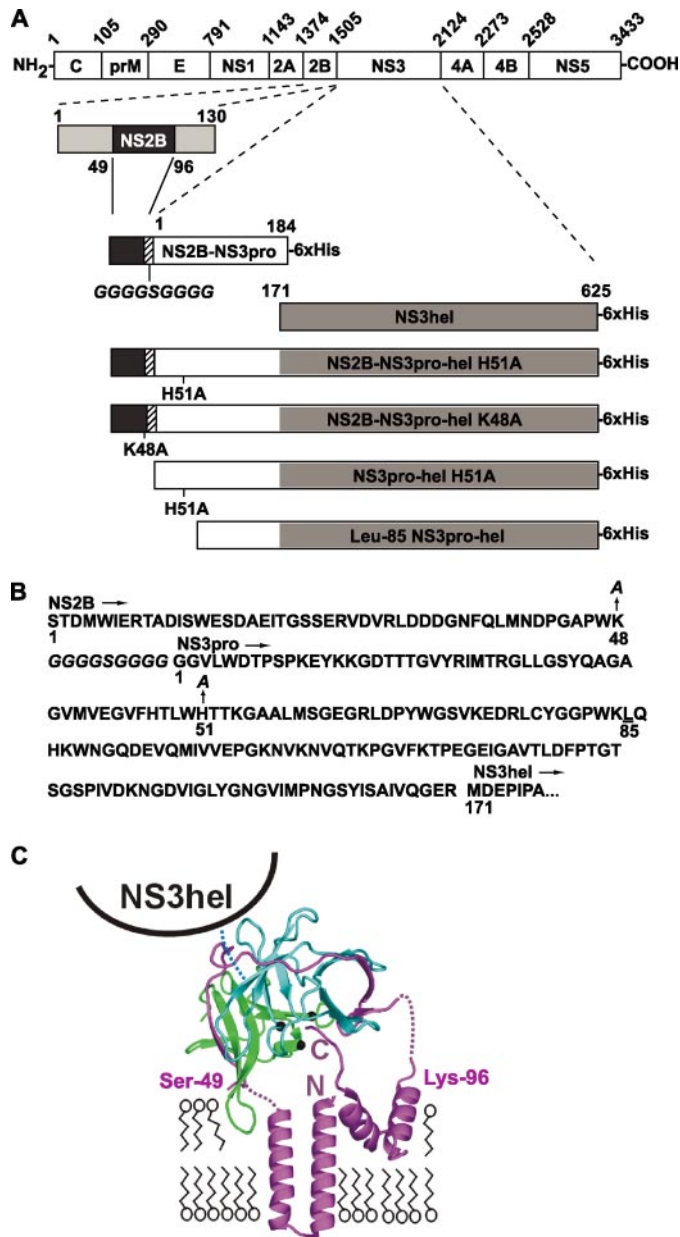 A
1 105 290 791 1143 1374 1505 2124 2273 2528 3433
NH2- C prM E NS1 2A 2B NS3 4A 4B NS5 -COOH
1 130
NS2B
49 96
1 184
NS2B-NS3pro -6xHis
GGGGSGGGG
171 625
NS3hel -6xHis
NS2B-NS3pro-hel H51A -6xHis
H51A
NS2B-NS3pro-hel K48A -6xHis
K48A
NS3pro-hel H51A -6xHis
H51A
Leu-85 NS3pro-hel -6xHis
B
NS2B → A
STDMWIERTADISWESDAEITGSSERVDVRLDDDGNFQLMNDPGAPWK
1 48
NS3pro →
GGGGSGGGG GGVLWDTPSPKEYKKGDTTTGVYRIMTRGLLGSYQAGA
1
A
GVMVEGVFHTLWHTTKGAALMSGEGRLDPYWGSVKEDRLCYGGPWKLQ
51 85
HKWNGQDEVQMIVVEPGKNVKNVQTKPGVFKTPEGEIGAVTLDFPTGT
NS3hel →
SGSPIVDKNGDVIGLYGNGVIMPNGSYISAIVQGER MDEPIPA...
171
C
NS3hel
C
Ser-49 N Lys-96